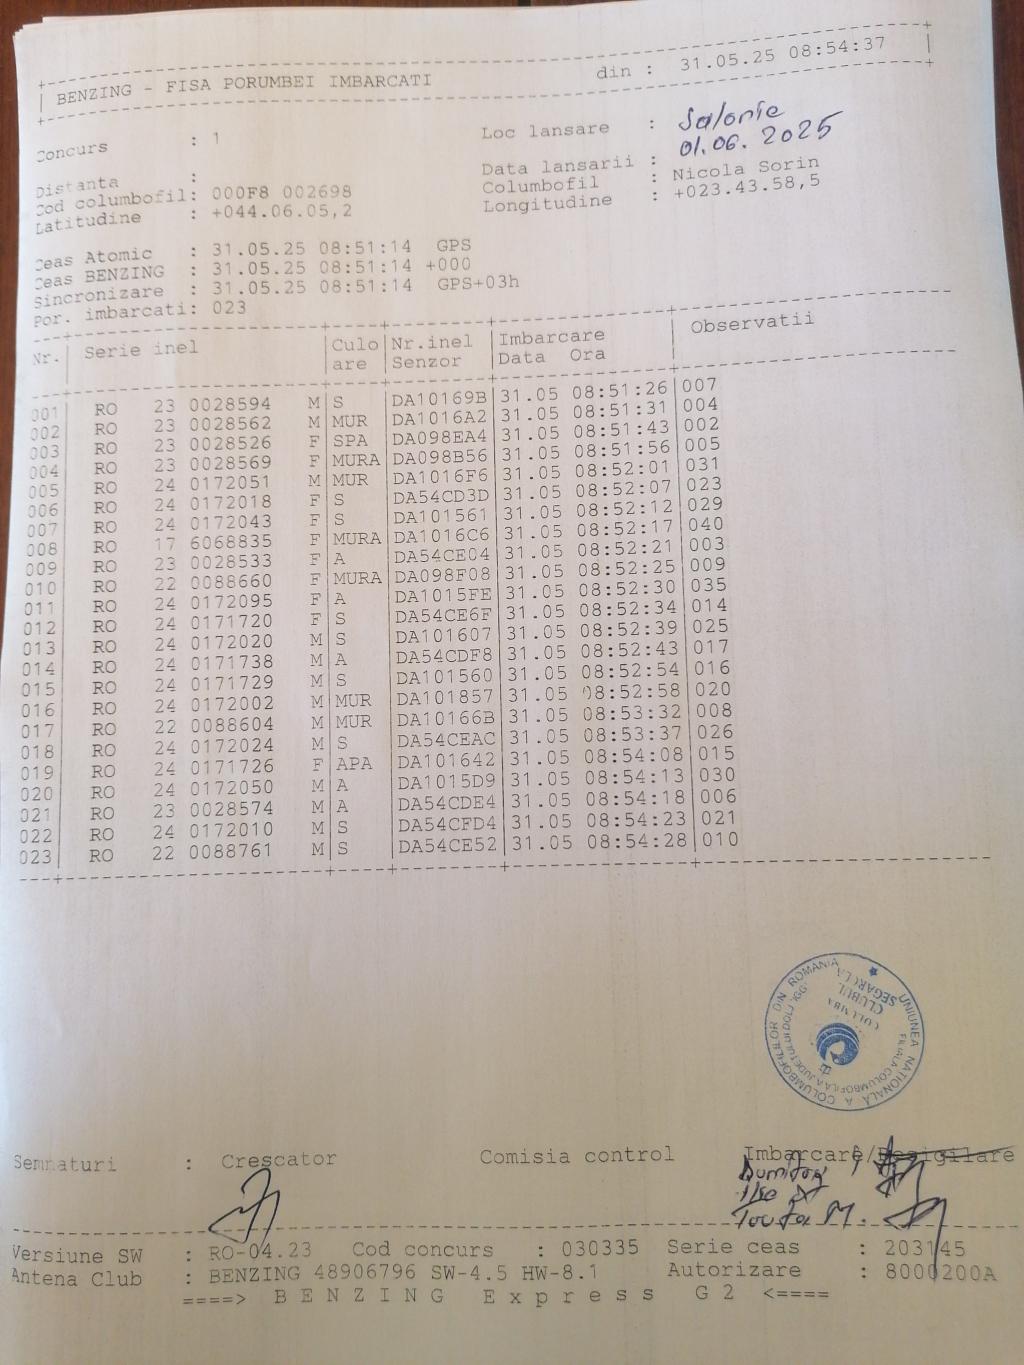 BENZING - FISA PORUMBEI IMBARCATI din : 31.05.25 08:54:37
Concurs : 1 Loc lansare : Salonic
Data lansarii : 01.06.2025
Distanta : Columbofil : Nicola Sorin
Cod columbofil: 000F8 002698 Longitudine : +023.43.58,5
Latitudine : +044.06.05,2
Ceas Atomic : 31.05.25 08:51:14 GPS
Ceas BENZING : 31.05.25 08:51:14 +000
Sincronizare : 31.05.25 08:51:14 GPS+03h
Por. imbarcati: 023
Nr. Serie inel Culo Nr.inel Imbarcare Observatii
are Senzor Data Ora
001 RO 23 0028594 M S DA10169B 31.05 08:51:26 007
002 RO 23 0028562 M MUR DA1016A2 31.05 08:51:31 004
003 RO 23 0028526 F SPA DA098EA4 31.05 08:51:43 002
004 RO 23 0028569 F MURA DA098B56 31.05 08:51:56 005
005 RO 24 0172051 M MUR DA1016F6 31.05 08:52:01 031
006 RO 24 0172018 F S DA54CD3D 31.05 08:52:07 023
007 RO 24 0172043 F S DA101561 31.05 08:52:12 029
008 RO 17 6068835 F MURA DA1016C6 31.05 08:52:17 040
009 RO 23 0028533 F A DA54CE04 31.05 08:52:21 003
010 RO 22 0088660 F MURA DA098F08 31.05 08:52:25 009
011 RO 24 0172095 F A DA1015FE 31.05 08:52:30 035
012 RO 24 0171720 F S DA54CE6F 31.05 08:52:34 014
013 RO 24 0172020 M S DA101607 31.05 08:52:39 025
014 RO 24 0171738 M A DA54CDF8 31.05 08:52:43 017
015 RO 24 0171729 M S DA101560 31.05 08:52:54 016
016 RO 24 0172002 M MUR DA101857 31.05 08:52:58 020
017 RO 22 0088604 M MUR DA10166B 31.05 08:53:32 008
018 RO 24 0172024 M S DA54CEAC 31.05 08:53:37 026
019 RO 24 0171726 F APA DA101642 31.05 08:54:08 015
020 RO 24 0172050 M A DA1015D9 31.05 08:54:13 030
021 RO 23 0028574 M A DA54CDE4 31.05 08:54:18 006
022 RO 24 0172010 M S DA54CFD4 31.05 08:54:23 021
023 RO 22 0088761 M S DA54CE52 31.05 08:54:28 010
UNIUNEA NATIONALA A COLUMBOFILILOR DIN ROMANIA
FILIALA COLUMBOFILA A JUDETULUI DOLJ
COLUMBA
CLUBUL
SEGARCEA
Semnaturi : Crescator Comisia control Imbarcare/Desigilare
Versiune SW : RO-04.23 Cod concurs : 030335 Serie ceas : 203145
Antena Club : BENZING 48906796 SW-4.5 HW-8.1 Autorizare : 8000200A
====> BENZING Express G2 <====